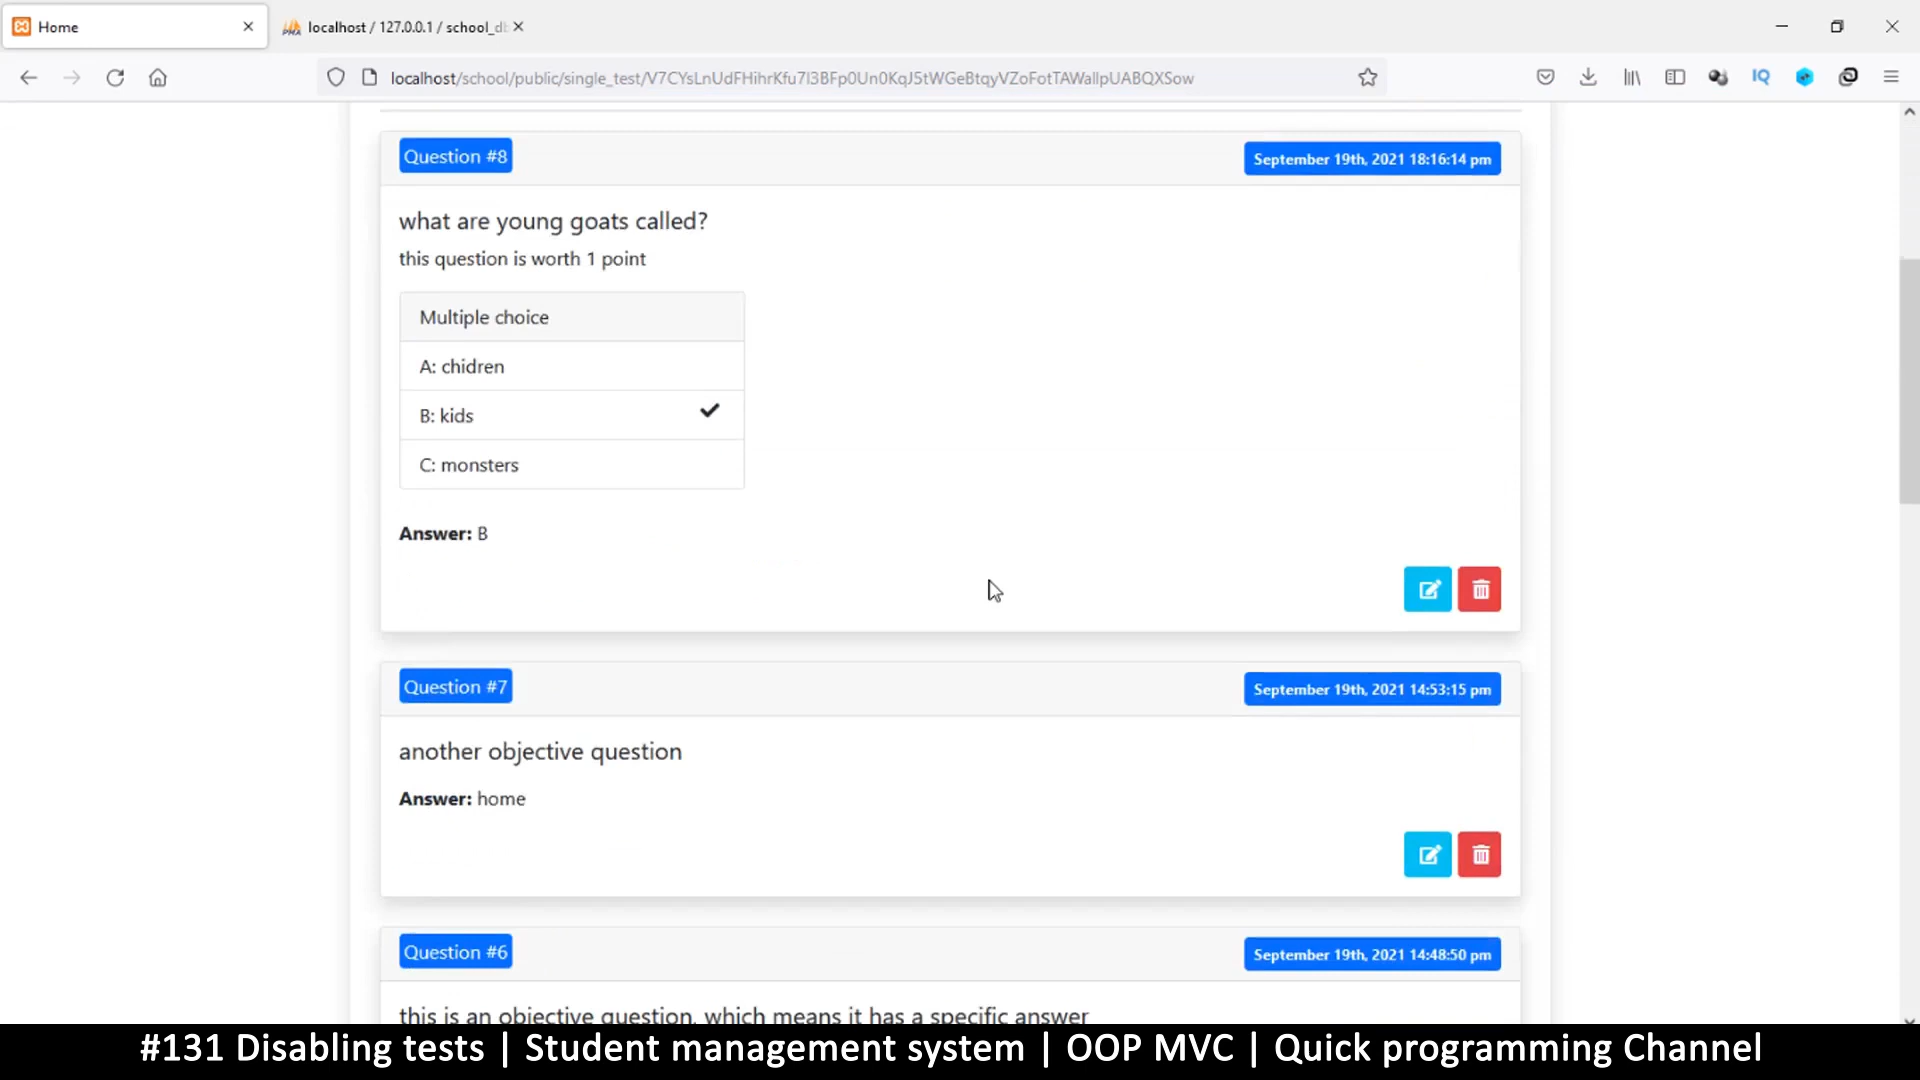 Home
localhost / 127.0.0.1 / school_db
localhost/school/public/single_test/V7CYsLnUdFHihrKfu7I3BFp0Un0KqJ5tWGeBtqyVZoFotTAWallpUABQXSow
IQ
Question #8
September 19th, 2021 18:16:14 pm
what are young goats called?
this question is worth 1 point
Multiple choice
A: chidren
B: kids
C: monsters
Answer: B
Question #7
September 19th, 2021 14:53:15 pm
another objective question
Answer: home
Question #6
September 19th, 2021 14:48:50 pm
this is an objective question, which means it has a specific answer
#131 Disabling tests | Student management system | OOP MVC | Quick programming Channel